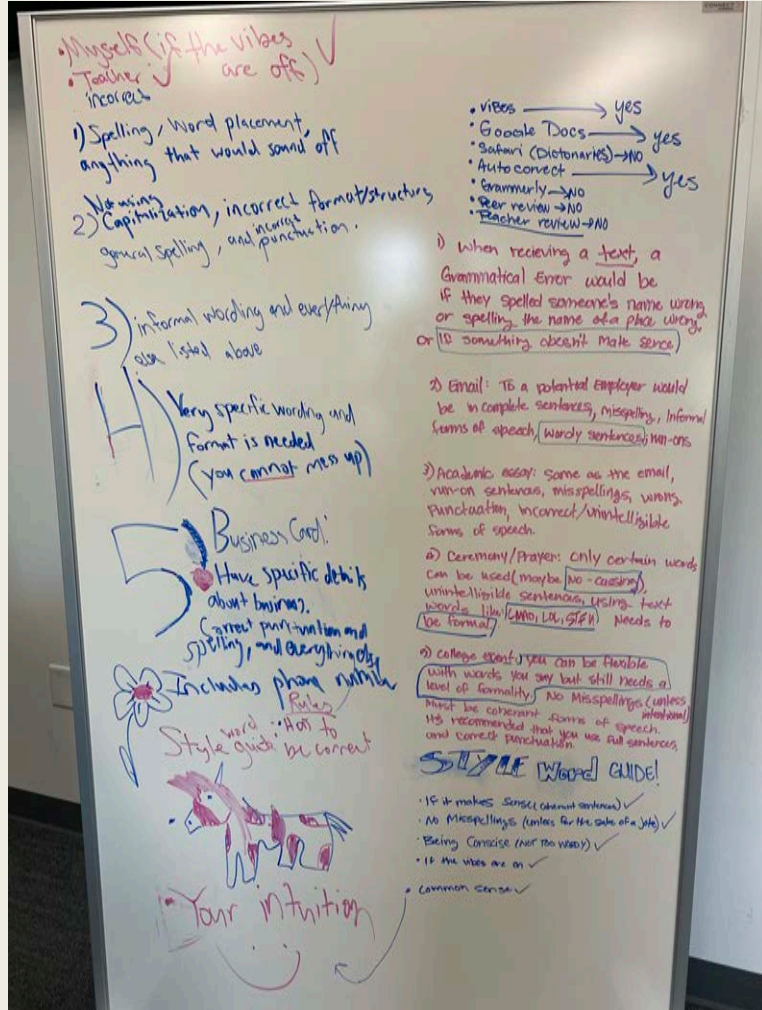 • Myself (if the vibes
are off) ✓
• Teacher ✓
incorrect
1) Spelling, Word placement,
anything that would sound off
Not using
2) Capitalization, incorrect format/structure
general spelling, and incorrect punctuation.
3) informal wording and everything
else listed above
4) Very specific wording and
format is needed
(you cannot mess up)
5) Business Card:
Have specific details
about business.
Correct puntuation and
spelling, and everything else
Includes phone number
Rules
word : How to
Style guide be correct
• Your intuition
• vibes → yes
• Google Docs → yes
• Safari (Dictonaries) → NO
• Autocorrect → yes
• Grammerly → NO
• Peer review → NO
• Teacher review → NO
1) When recieving a text, a
Grammatical Error would be
if they spelled someone's name wrong
or spelling the name of a place wrong,
or if something doesn't make sence
2) Email: To a potential Employer would
be incomplete sentences, misspelling, informal
forms of speech, wordy sentences, run-ons
3) Academic essay: same as the email,
run-on sentences, misspellings, wrong
punctuation, incorrect/unintelligible
forms of speech.
Ceremony/Prayer: only certain words
can be used (maybe No-cussing),
unintelligible sentences, using text
words like (LMAO, LOL, STFU) Needs to
be formal
College event, you can be flexible
with words you say but still needs a
level of formality. No Misspellings (unless
intentional)
Must be coherant forms of speech.
It's recommended that you use full sentences,
and correct punctuation.
STYLE Word GUIDE!
• If it makes sense (coherent sentences) ✓
• No Misspellings (unless for the sake of a joke) ✓
• Being Concise (NOT TOO WORDY) ✓
• If the vibes are on ✓
• common sense ✓